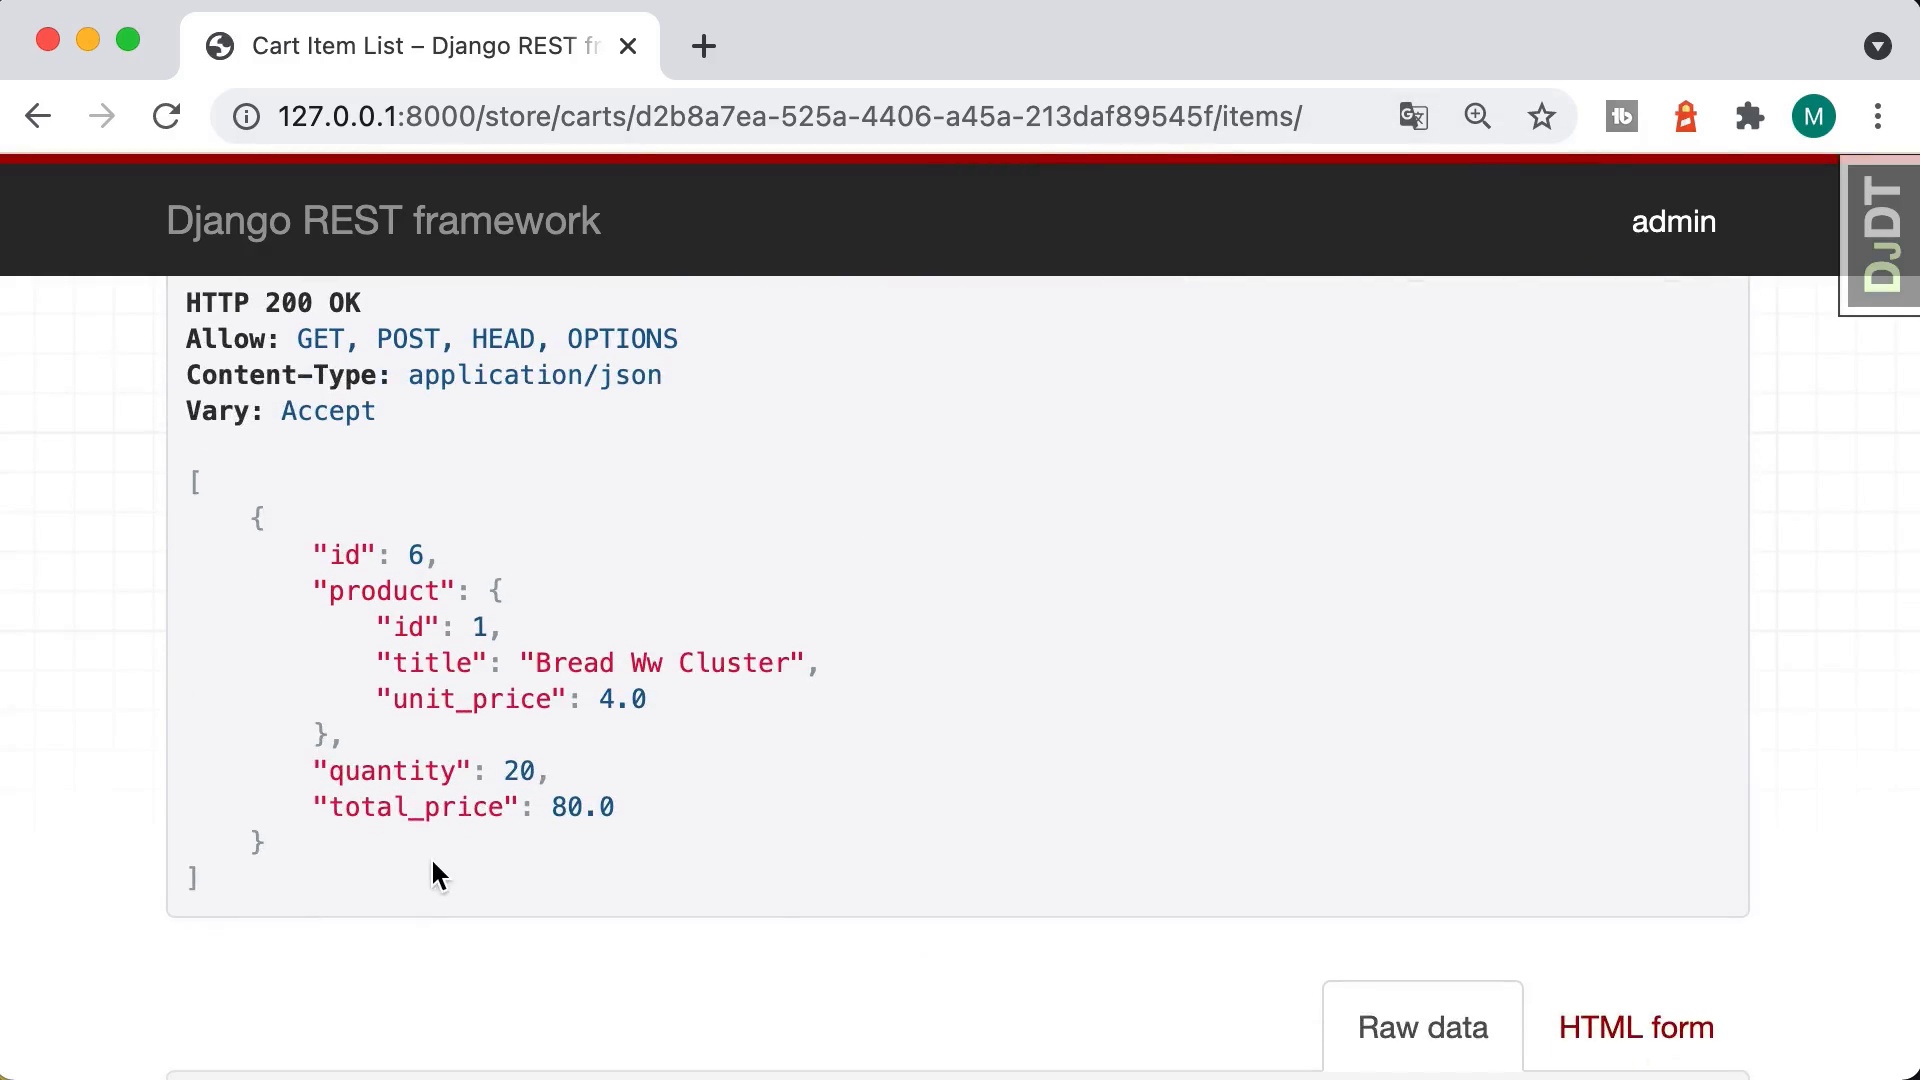 Cart Item List – Django REST fr
127.0.0.1:8000/store/carts/d2b8a7ea-525a-4406-a45a-213daf89545f/items/
M
Django REST framework
admin
DJDT
HTTP 200 OK
Allow: GET, POST, HEAD, OPTIONS
Content-Type: application/json
Vary: Accept
[
    {
        "id": 6,
        "product": {
            "id": 1,
            "title": "Bread Ww Cluster",
            "unit_price": 4.0
        },
        "quantity": 20,
        "total_price": 80.0
    }
]
Raw data
HTML form